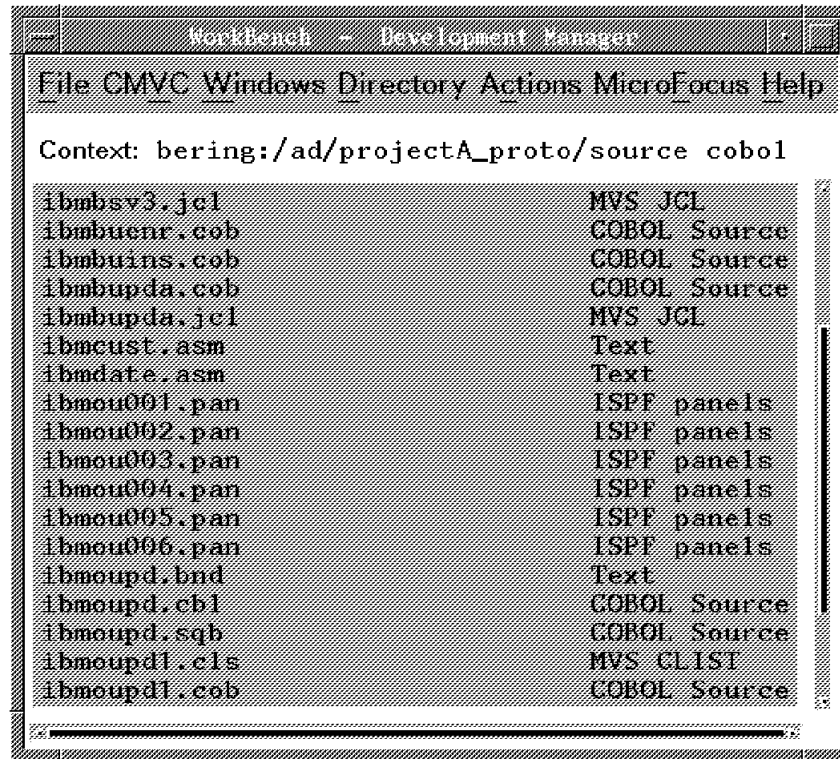 WorkBench - Development Manager
File CMVC Windows Directory Actions MicroFocus Help
Context: bering:/ad/projectA_proto/source cobol
ibmbsv3.jcl MVS JCL
ibmbuenr.cob COBOL Source
ibmbuins.cob COBOL Source
ibmbupda.cob COBOL Source
ibmbupda.jcl MVS JCL
ibmcust.asm Text
ibmdate.asm Text
ibmou001.pan ISPF panels
ibmou002.pan ISPF panels
ibmou003.pan ISPF panels
ibmou004.pan ISPF panels
ibmou005.pan ISPF panels
ibmou006.pan ISPF panels
ibmoupd.bnd Text
ibmoupd.cbl COBOL Source
ibmoupd.sqb COBOL Source
ibmoupd1.cls MVS CLIST
ibmoupd1.cob COBOL Source